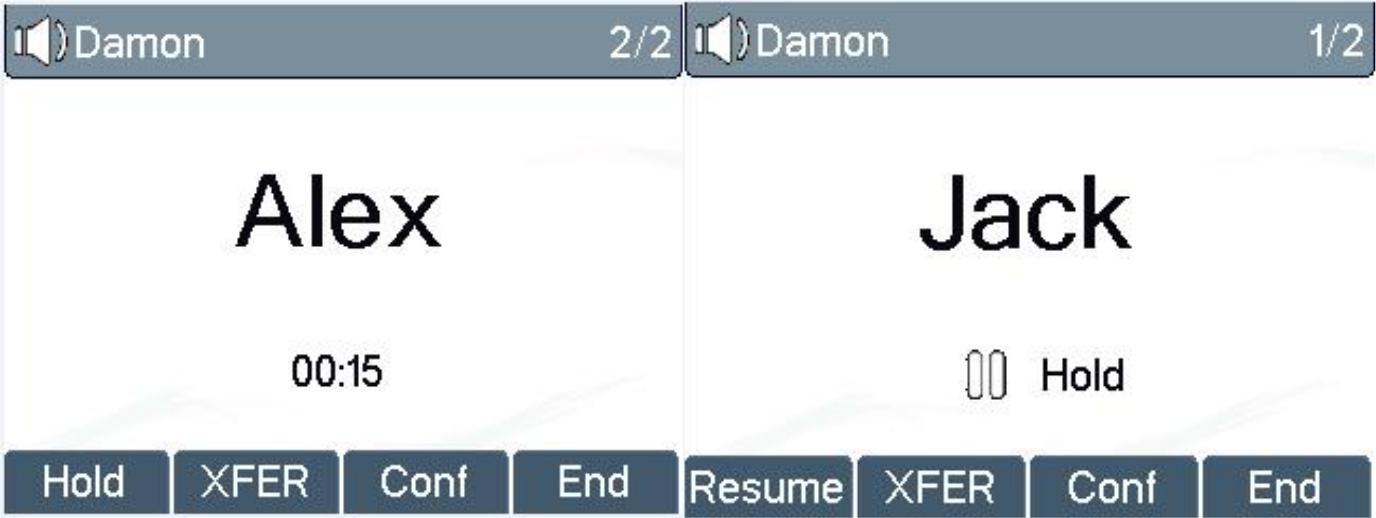 Damon 2/2
Alex
00:15
Hold XFER Conf End
Damon 1/2
Jack
Hold
Resume XFER Conf End